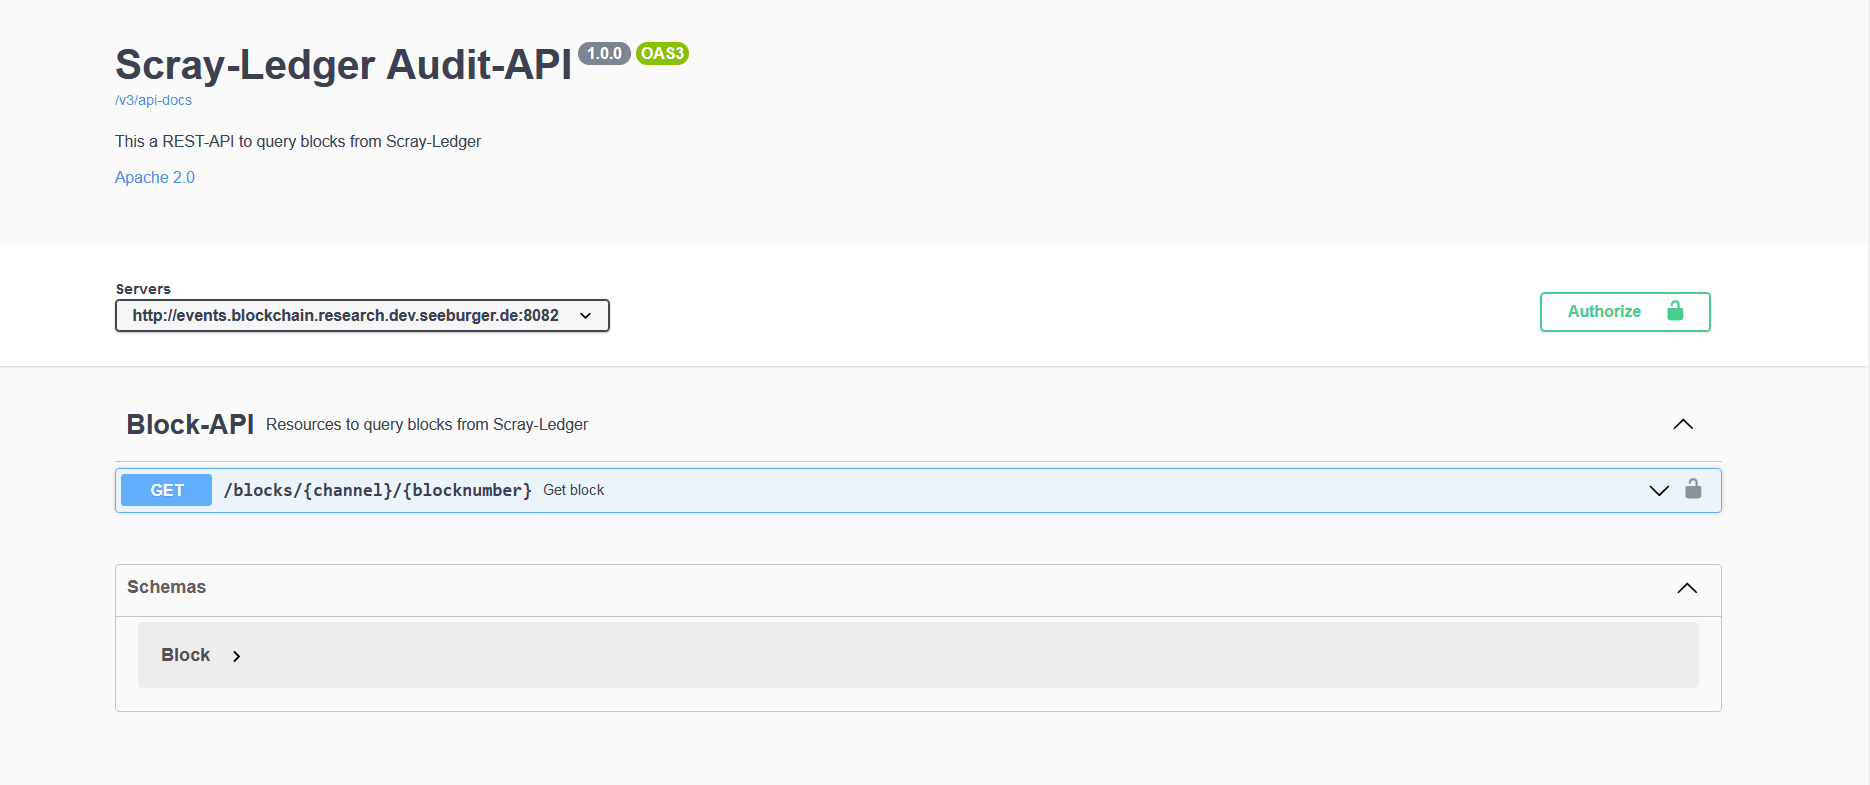 Scray-Ledger Audit-API 1.0.0 OAS3
/v3/api-docs
This a REST-API to query blocks from Scray-Ledger
Apache 2.0
Servers
http://events.blockchain.research.dev.seeburger.de:8082
Authorize
Block-API Resources to query blocks from Scray-Ledger
GET /blocks/{channel}/{blocknumber} Get block
Schemas
Block